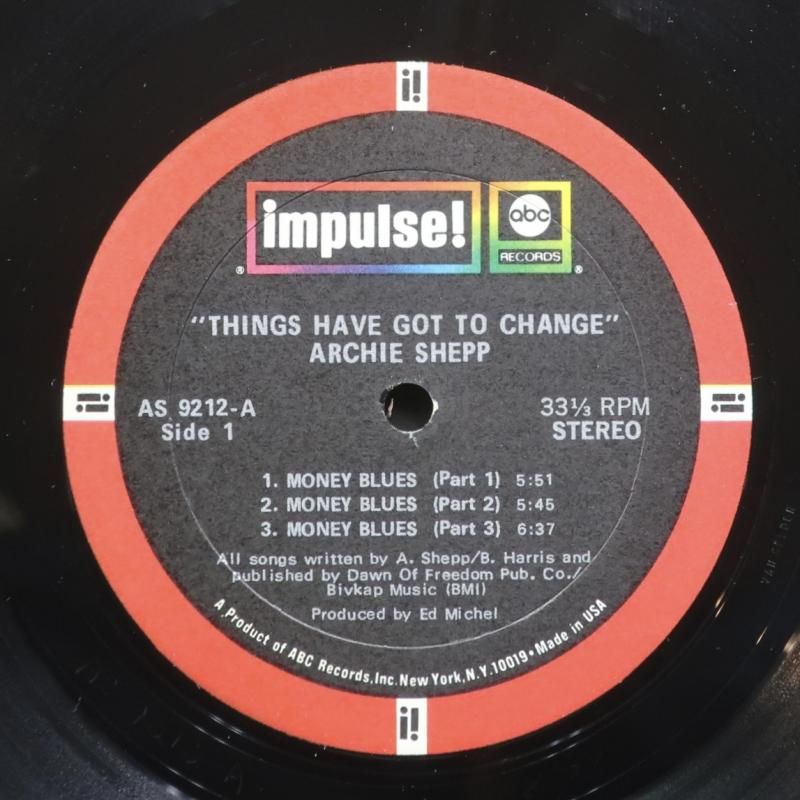 i!
impulse!
abc
RECORDS
® ®
"THINGS HAVE GOT TO CHANGE"
ARCHIE SHEPP
i! i!
AS 9212-A 33⅓ RPM
Side 1 STEREO
1. MONEY BLUES (Part 1) 5:51
2. MONEY BLUES (Part 2) 5:45
3. MONEY BLUES (Part 3) 6:37
All songs written by A. Shepp/B. Harris and
published by Dawn Of Freedom Pub. Co./
Bivkap Music (BMI)
Produced by Ed Michel
A Product of ABC Records, Inc. New York, N.Y. 10019 • Made in USA
i!
VAN GELDER